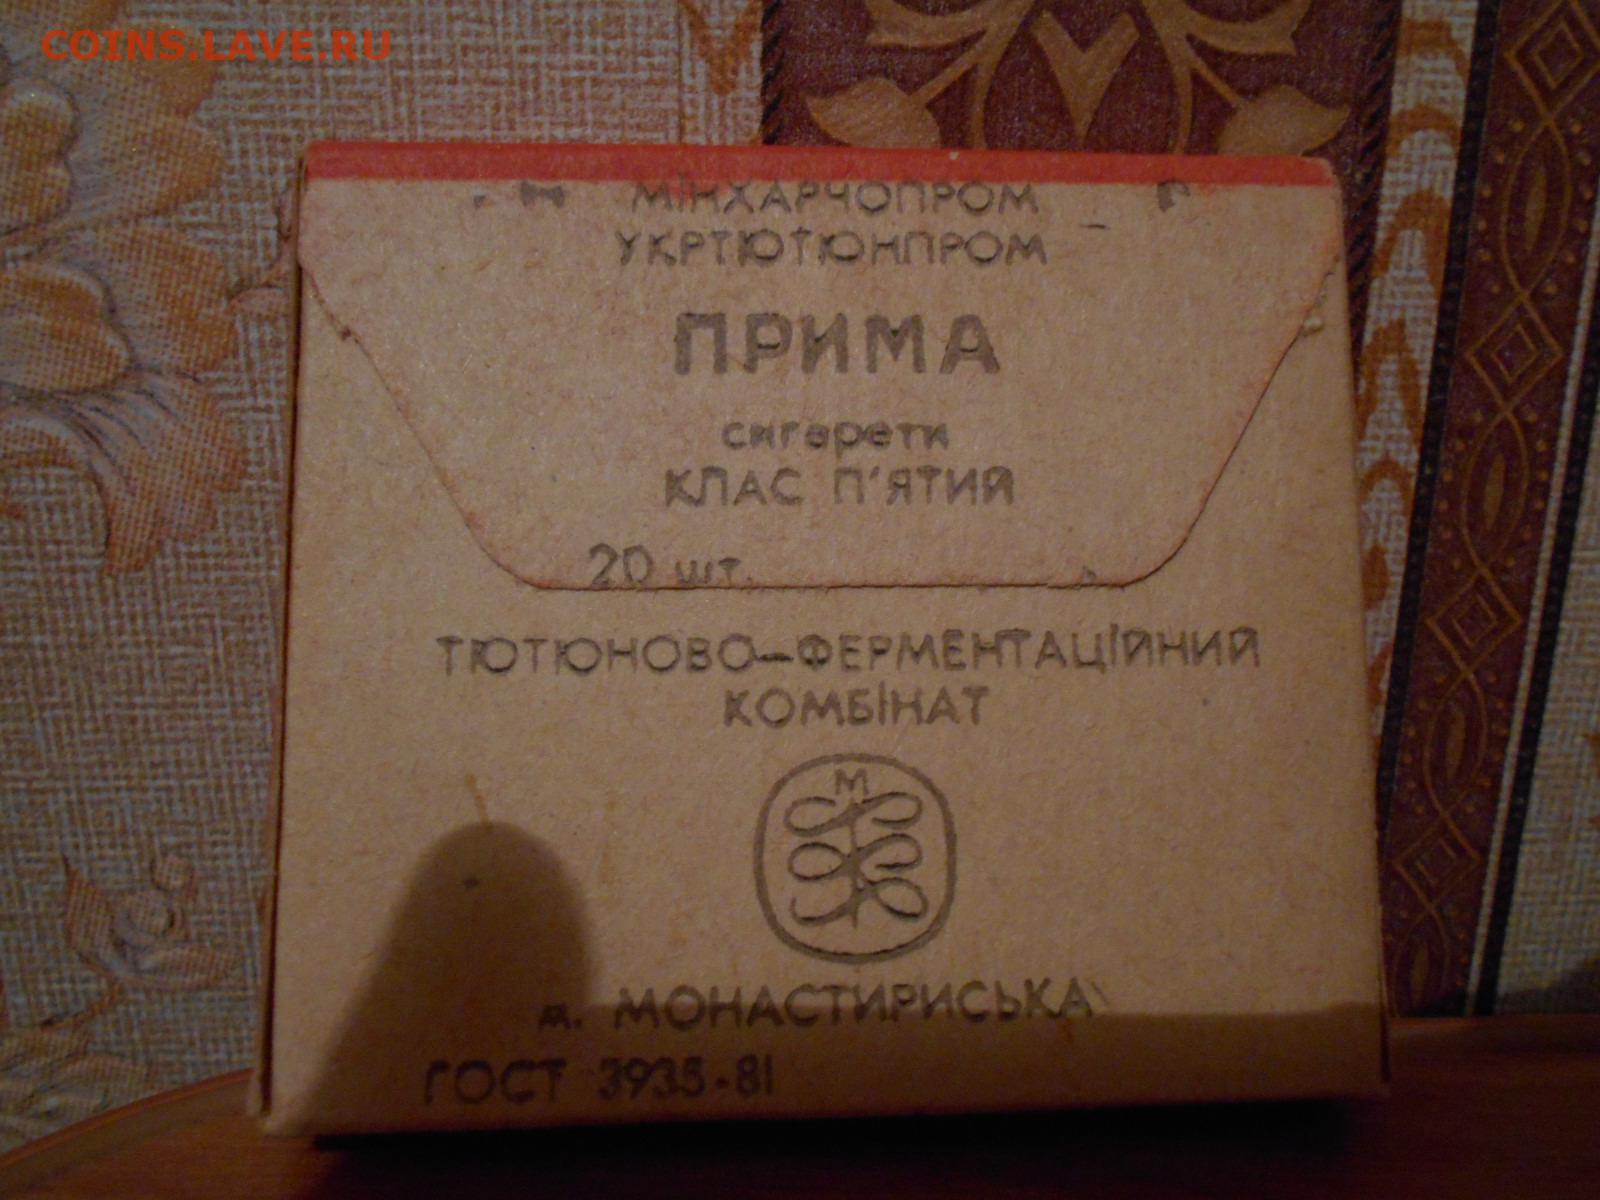 COINS.LAVE.RU
МІНХАРЧОПРОМ
УКРТЮТЮНПРОМ
ПРИМА
сигарети
КЛАС П'ЯТИЙ
20 шт.
ТЮТЮНОВО-ФЕРМЕНТАЦІЙНИЙ
КОМБІНАТ
М
м. МОНАСТИРИСЬКА
ГОСТ 3935-81